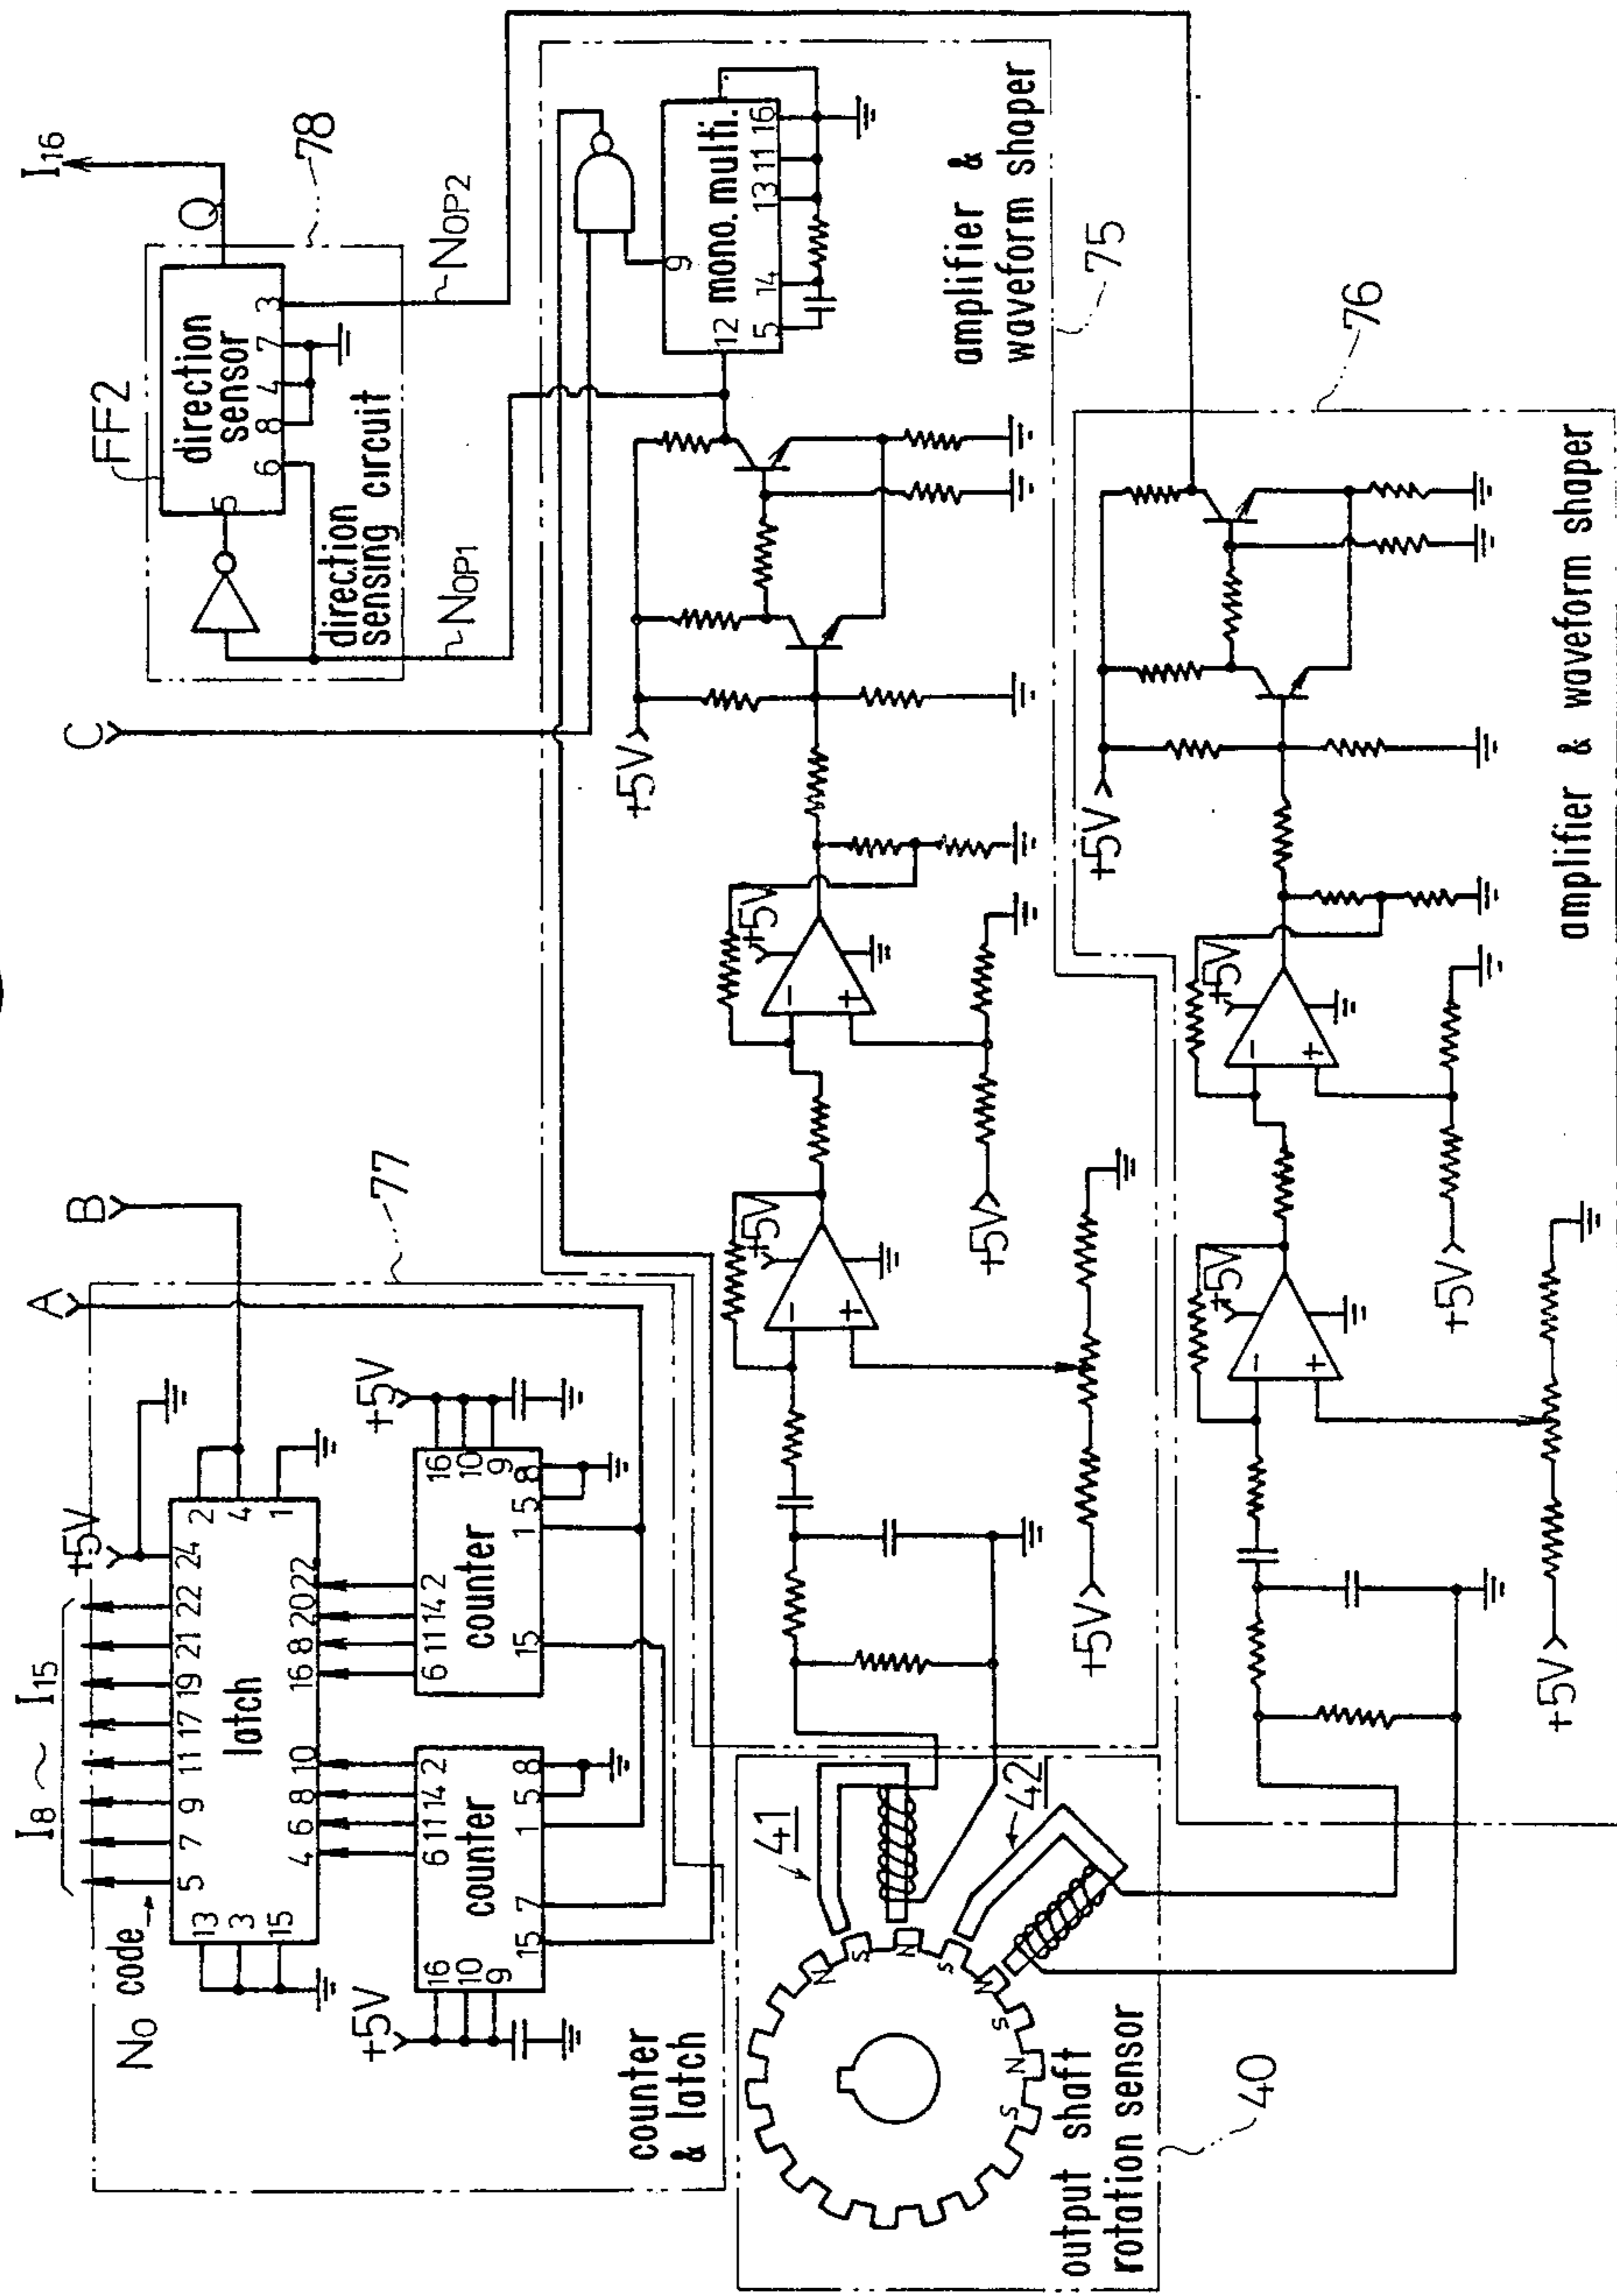 I8 ~ I15
No code
5 7 9 11 17 19 21 22 24
+5V
13
3
15
latch
2
4
1
4 6 8 10 16 8 20 22
A
B
C
77
+5V
16
10
9
6 11 14 2
counter
15 7 1 5 8
+5V
16
10
9
6 11 14 2
counter
15 1 5 8
counter
& latch
I16
Q
FF2
direction
sensor
5
6 8 4 7 3
direction
sensing circuit
78
NOP1
NOP2
+5V
12
9
mono. multi.
5 14 13 11 16
amplifier &
waveform shaper
75
+5V
+5V
+5V
+5V
76
+5V
+5V
+5V
+5V
+5V
amplifier & waveform shaper
41
42
N
S
N
S
N
S
N
S
output shaft
rotation sensor
40